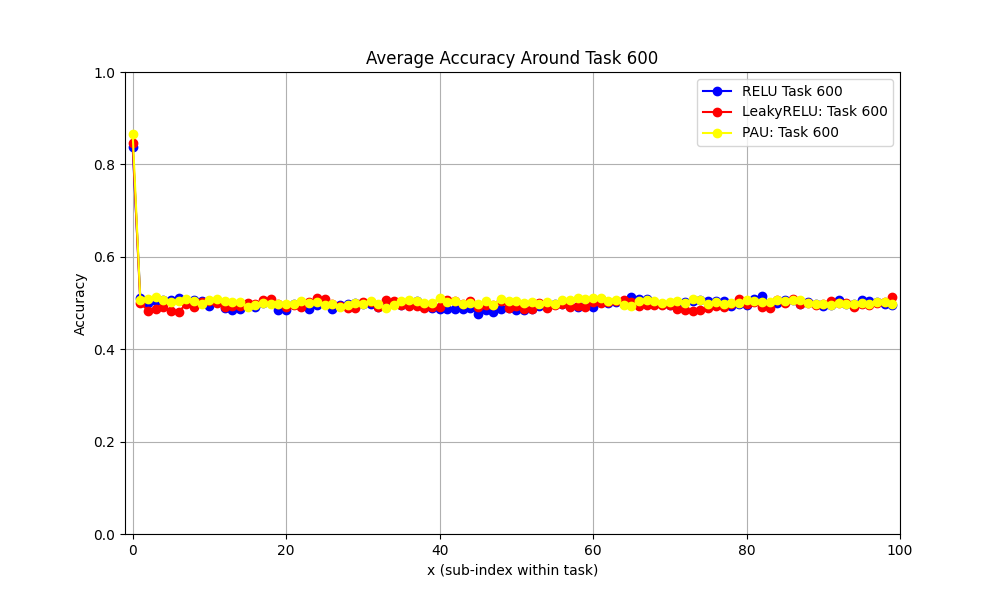 Average Accuracy Around Task 600
RELU Task 600
LeakyRELU: Task 600
PAU: Task 600
Accuracy
1.0
0.8
0.6
0.4
0.2
0.0
0 20 40 60 80 100
x (sub-index within task)